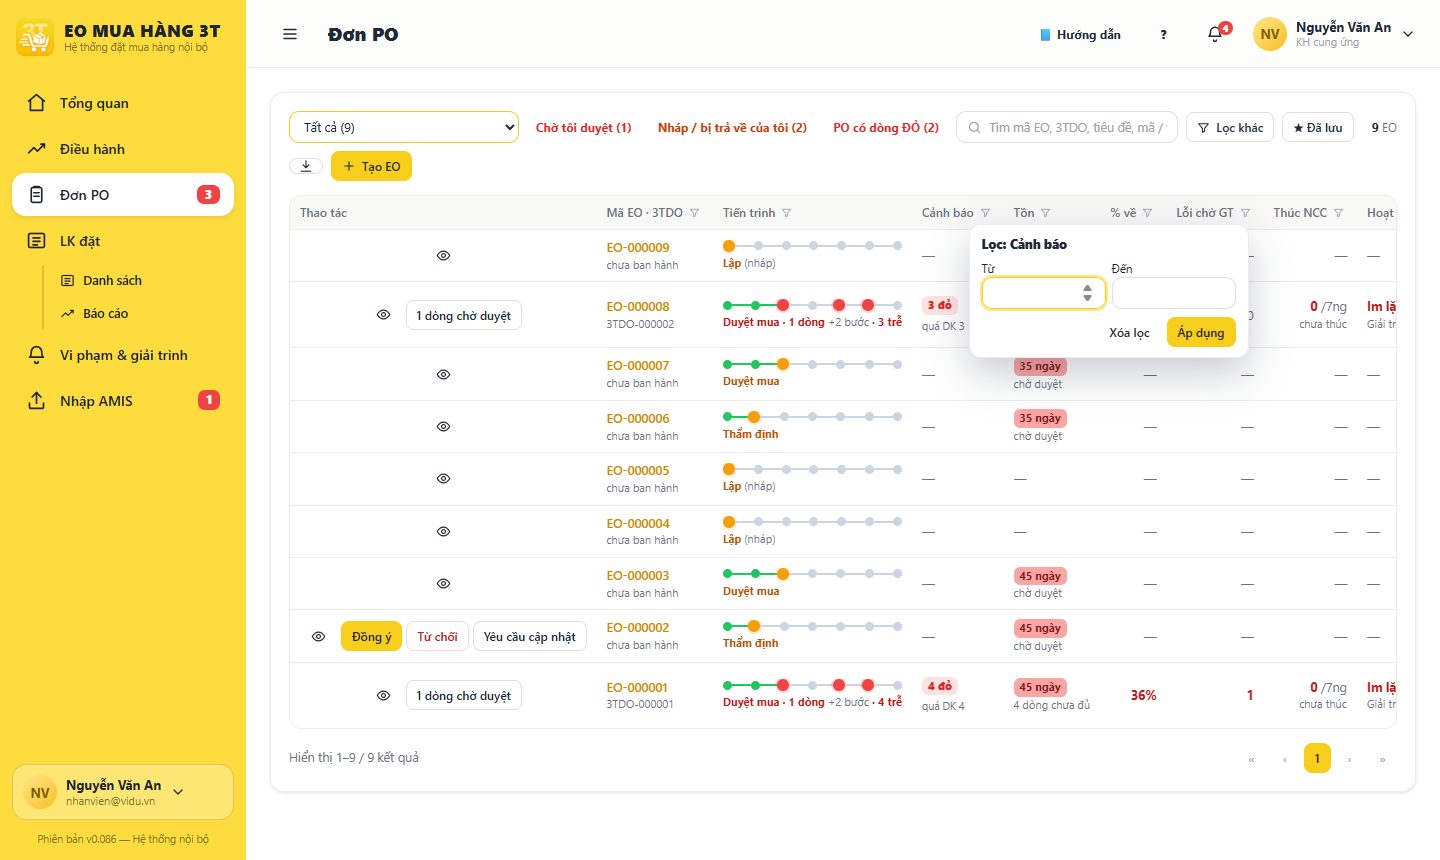 3T
EO MUA HÀNG 3T
Hệ thống đặt mua hàng nội bộ
Tổng quan
Điều hành
Đơn PO
3
LK đặt
Danh sách
Báo cáo
Vi phạm & giải trình
Nhập AMIS
1
NV
Nguyễn Văn An
nhanvien@vidu.vn
Phiên bản v0.086 — Hệ thống nội bộ
Đơn PO
Hướng dẫn
?
4
NV
Nguyễn Văn An
KH cung ứng
Tất cả (9)
Chờ tôi duyệt (1)
Nháp / bị trả về của tôi (2)
PO có dòng ĐỎ (2)
Tìm mã EO, 3TDO, tiêu đề, mã /
Lọc khác
★ Đã lưu
9 EO
+ Tạo EO
Thao tác Mã EO · 3TDO Tiến trình Cảnh báo Tồn % về Lỗi chờ GT Thúc NCC Hoạt
Lọc: Cảnh báo
Từ Đến
Xóa lọc Áp dụng
EO-000009
chưa ban hành
Lập (nháp)
— — —
1 dòng chờ duyệt
EO-000008
3TDO-000002
Duyệt mua · 1 dòng +2 bước · 3 trễ
3 đỏ
quá DK 3
0
0 /7ng
chưa thúc
Im lặ
Giải tr
EO-000007
chưa ban hành
Duyệt mua
—
35 ngày
chờ duyệt
— — — —
EO-000006
chưa ban hành
Thẩm định
—
35 ngày
chờ duyệt
— — — —
EO-000005
chưa ban hành
Lập (nháp)
— — — — — —
EO-000004
chưa ban hành
Lập (nháp)
— — — — — —
EO-000003
chưa ban hành
Duyệt mua
—
45 ngày
chờ duyệt
— — — —
Đồng ý Từ chối Yêu cầu cập nhật
EO-000002
chưa ban hành
Thẩm định
—
45 ngày
chờ duyệt
— — — —
1 dòng chờ duyệt
EO-000001
3TDO-000001
Duyệt mua · 1 dòng +2 bước · 4 trễ
4 đỏ
quá DK 4
45 ngày
4 dòng chưa đủ
36%
1
0 /7ng
chưa thúc
Im lặ
Giải tr
Hiển thị 1–9 / 9 kết quả
« ‹ 1 › »